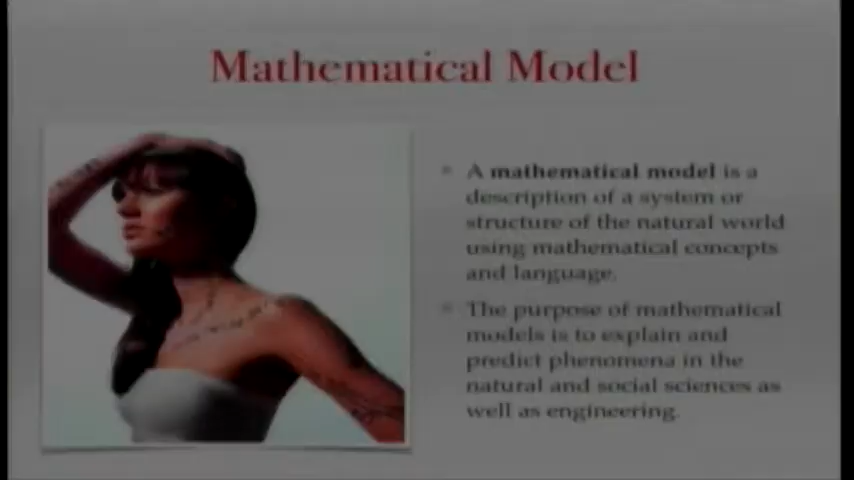 Mathematical Model
A mathematical model is a
description of a system or
structure of the natural world
using mathematical concepts
and language.
The purpose of mathematical
models is to explain and
predict phenomena in the
natural and social sciences as
well as engineering.